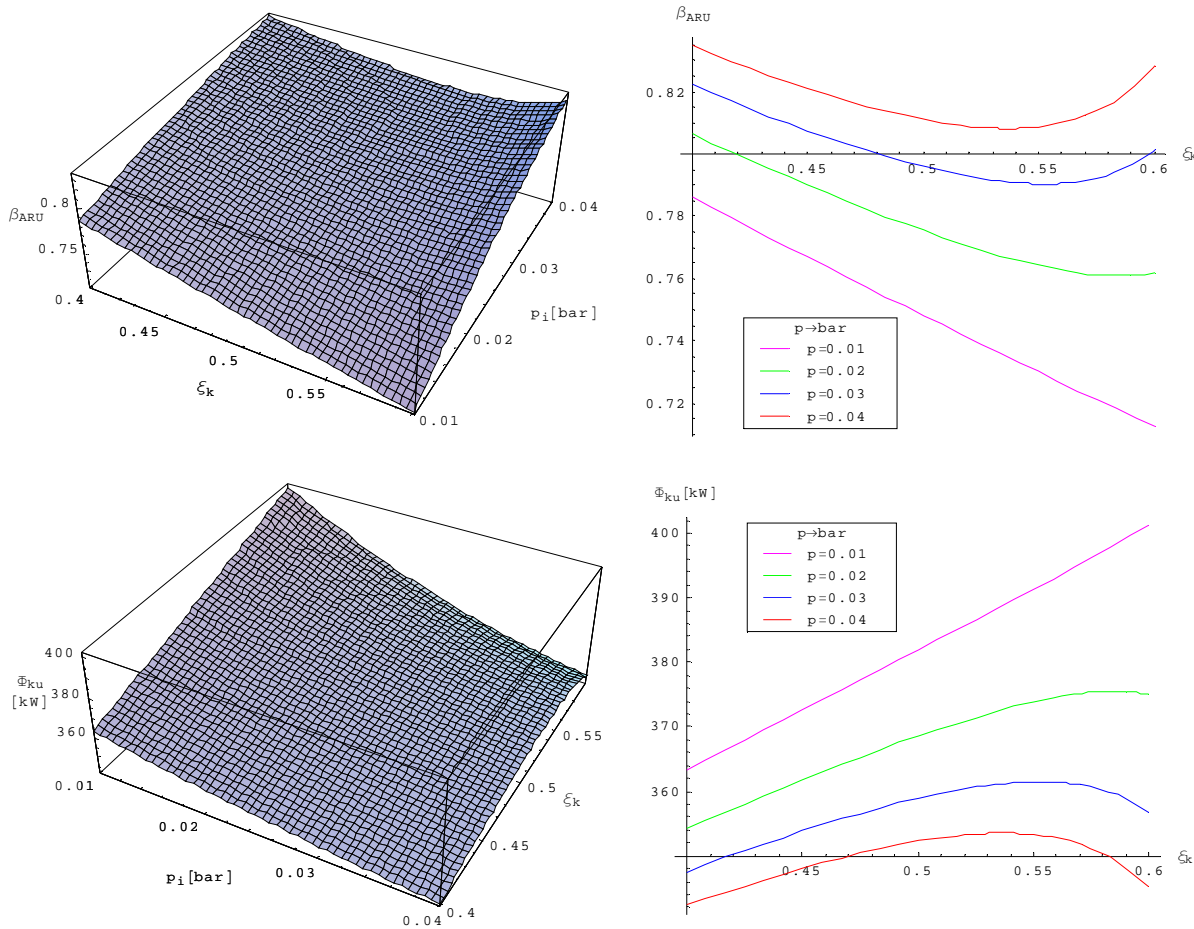 β_ARU
0.8
0.75
0.4
0.45
0.5
0.55
ξ_k
0.01
0.02
0.03
0.04
p_i[bar]
β_ARU
0.82
0.78
0.76
0.74
0.72
0.45
0.5
0.55
0.6
ξ_k
p→bar
p=0.01
p=0.02
p=0.03
p=0.04
Φ_ku
[kW]
400
380
360
0.01
0.02
0.03
0.04
p_i[bar]
0.4
0.45
0.5
0.55
ξ_k
Φ_ku[kW]
400
390
380
370
360
0.45
0.5
0.55
0.6
ξ_k
p→bar
p=0.01
p=0.02
p=0.03
p=0.04